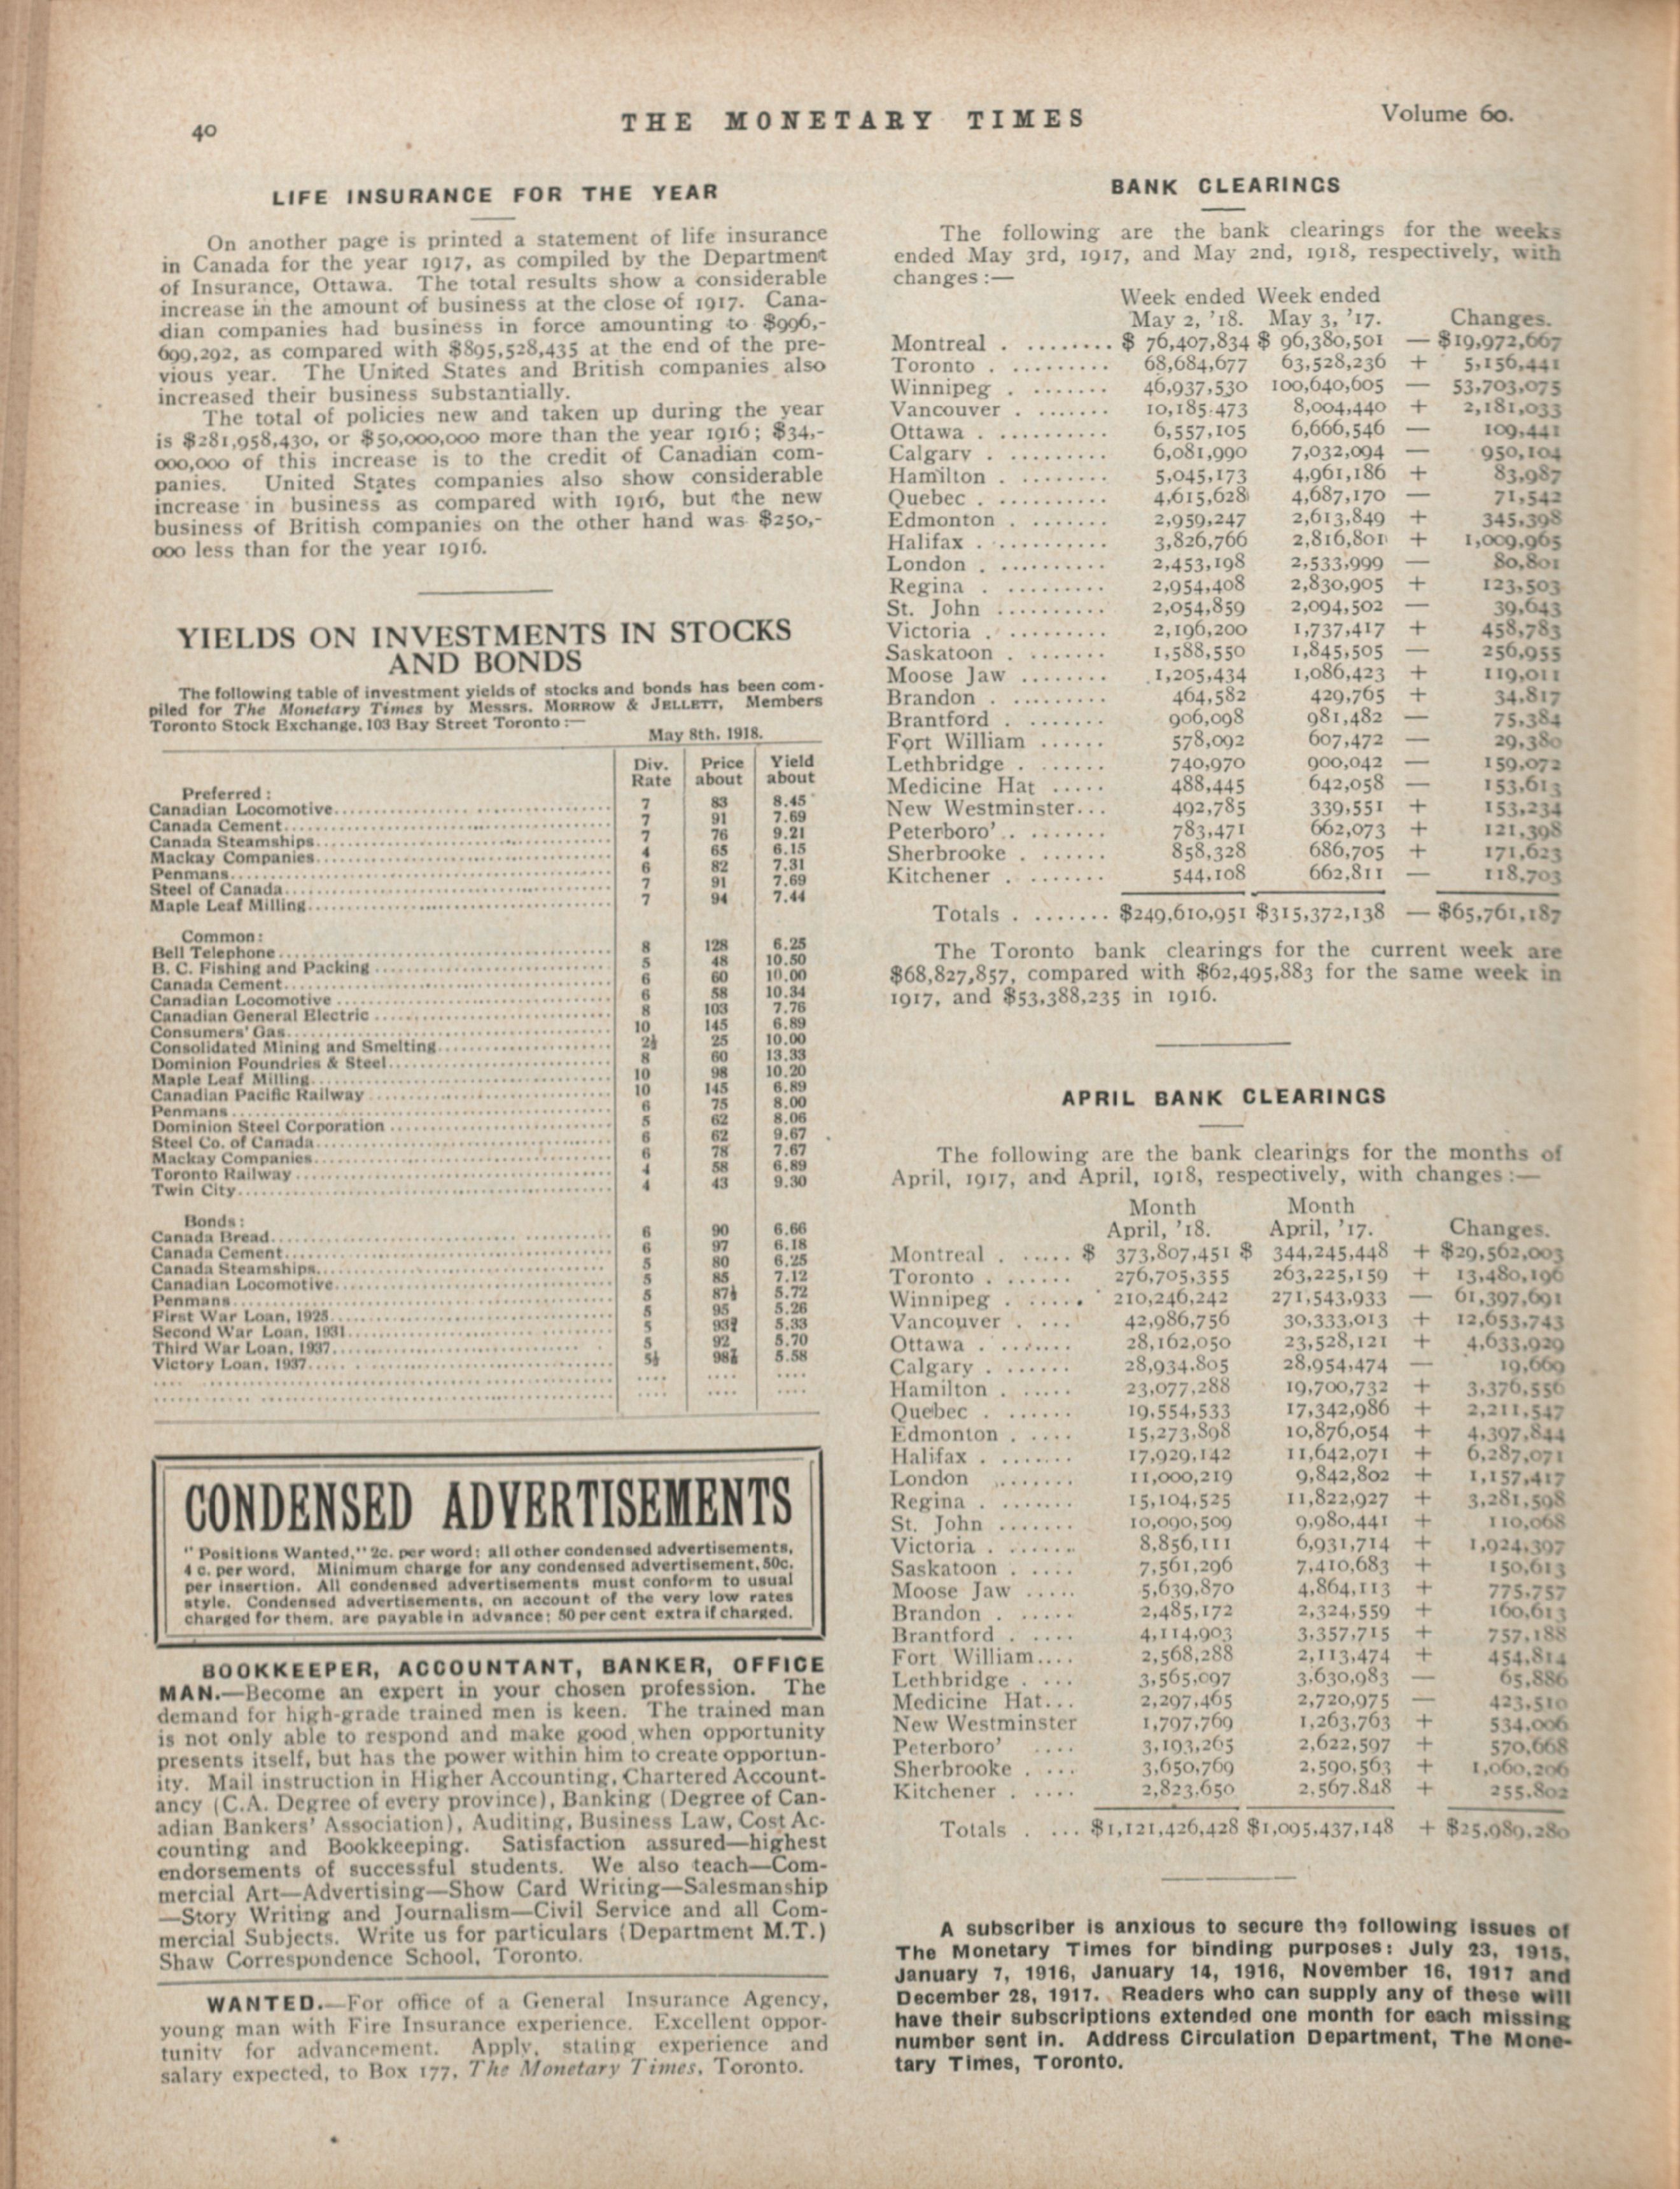 40
THE MONETARY TIMES
Volume 60.
LIFE INSURANCE FOR THE YEAR
On another page is printed a statement of life insurance
in Canada for the year 1917, as compiled by the Department
of Insurance, Ottawa. The total results show a considerable
increase in the amount of business at the close of 1917. Cana-
dian companies had business in force amounting to $996,-
699,292, as compared with $895,528,435 at the end of the pre-
vious year. The United States and British companies also
increased their business substantially.
The total of policies new and taken up during the year
is $281,958,430, or $50,000,000 more than the year 1916; $34,-
000,000 of this increase is to the credit of Canadian com-
panies. United States companies also show considerable
increase in business as compared with 1916, but the new
business of British companies on the other hand was $250,-
000 less than for the year 1916.
YIELDS ON INVESTMENTS IN STOCKS
AND BONDS
The following table of investment yields of stocks and bonds has been com-
piled for The Monetary Times by Messrs. MORROW & JELLETT, Members
Toronto Stock Exchange, 103 Bay Street Toronto:—
May 8th, 1918.
Div. Rate Price about Yield about
Preferred:
Canadian Locomotive 7 83 8.45
Canada Cement 7 91 7.69
Canada Steamships 7 76 9.21
Mackay Companies 4 65 6.15
Penmans 6 82 7.31
Steel of Canada 7 91 7.69
Maple Leaf Milling 7 94 7.44
Common:
Bell Telephone 8 128 6.25
B. C. Fishing and Packing 5 48 10.50
Canada Cement 6 60 10.00
Canadian Locomotive 6 58 10.34
Canadian General Electric 8 103 7.76
Consumers' Gas 10 145 6.89
Consolidated Mining and Smelting 2½ 25 10.00
Dominion Foundries & Steel 8 60 13.33
Maple Leaf Milling 10 98 10.20
Canadian Pacific Railway 10 145 6.89
Penmans 6 75 8.00
Dominion Steel Corporation 5 62 8.06
Steel Co. of Canada 6 62 9.67
Mackay Companies 6 78 7.67
Toronto Railway 4 58 6.89
Twin City 4 43 9.30
Bonds:
Canada Bread 6 90 6.66
Canada Cement 6 97 6.18
Canada Steamships 5 80 6.25
Canadian Locomotive 5 85 7.12
Penmans 5 87½ 5.72
First War Loan, 1925 5 95 5.26
Second War Loan, 1931 5 5.33
Third War Loan, 1937 5 92 5.70
Victory Loan, 1937 5½ 5.58
CONDENSED ADVERTISEMENTS
"Positions Wanted," 2c. per word; all other condensed advertisements,
4 c. per word. Minimum charge for any condensed advertisement, 50c.
per insertion. All condensed advertisements must conform to usual
style. Condensed advertisements, on account of the very low rates
charged for them, are payable in advance; 50 per cent extra if charged.
BOOKKEEPER, ACCOUNTANT, BANKER, OFFICE
MAN.—Become an expert in your chosen profession. The
demand for high-grade trained men is keen. The trained man
is not only able to respond and make good when opportunity
presents itself, but has the power within him to create opportun-
ity. Mail instruction in Higher Accounting, Chartered Account-
ancy (C.A. Degree of every province), Banking (Degree of Can-
adian Bankers' Association), Auditing, Business Law, Cost Ac-
counting and Bookkeeping. Satisfaction assured—highest
endorsements of successful students. We also teach—Com-
mercial Art—Advertising—Show Card Writing—Salesmanship
—Story Writing and Journalism—Civil Service and all Com-
mercial Subjects. Write us for particulars (Department M.T.)
Shaw Correspondence School, Toronto.
WANTED.—For office of a General Insurance Agency,
young man with Fire Insurance experience. Excellent oppor-
tunity for advancement. Apply, stating experience and
salary expected, to Box 177, The Monetary Times, Toronto.
BANK CLEARINGS
The following are the bank clearings for the weeks
ended May 3rd, 1917, and May 2nd, 1918, respectively, with
changes:—
Week ended Week ended
May 2, '18. May 3, '17. Changes.
Montreal $ 76,407,834 $ 96,380,501 — $19,972,667
Toronto 68,684,677 63,528,236 + 5,156,441
Winnipeg 46,937,530 100,640,605 — 53,703,075
Vancouver 10,185,473 8,004,440 + 2,181,033
Ottawa 6,557,105 6,666,546 — 109,441
Calgary 6,081,990 7,032,094 — 950,104
Hamilton 5,045,173 4,961,186 + 83,987
Quebec 4,615,628 4,687,170 — 71,542
Edmonton 2,959,247 2,613,849 + 345,398
Halifax 3,826,766 2,816,801 + 1,009,965
London 2,453,198 2,533,999 — 80,801
Regina 2,954,408 2,830,905 + 123,503
St. John 2,054,859 2,094,502 — 39,643
Victoria 2,196,200 1,737,417 + 458,783
Saskatoon 1,588,550 1,845,505 — 256,955
Moose Jaw 1,205,434 1,086,423 + 119,011
Brandon 464,582 429,765 + 34,817
Brantford 906,098 981,482 — 75,384
Fort William 578,092 607,472 — 29,380
Lethbridge 740,970 900,042 — 159,072
Medicine Hat 488,445 642,058 — 153,613
New Westminster 492,785 339,551 + 153,234
Peterboro' 783,471 662,073 + 121,398
Sherbrooke 858,328 686,705 + 171,623
Kitchener 544,108 662,811 — 118,703
Totals $249,610,951 $315,372,138 — $65,761,187
The Toronto bank clearings for the current week are
$68,827,857, compared with $62,495,883 for the same week in
1917, and $53,388,235 in 1916.
APRIL BANK CLEARINGS
The following are the bank clearings for the months of
April, 1917, and April, 1918, respectively, with changes:—
Month Month
April, '18. April, '17. Changes.
Montreal $ 373,807,451 $ 344,245,448 + $29,562,003
Toronto 276,705,355 263,225,159 + 13,480,196
Winnipeg 210,246,242 271,543,933 — 61,397,691
Vancouver 42,986,756 30,333,013 + 12,653,743
Ottawa 28,162,050 23,528,121 + 4,633,929
Calgary 28,934,805 28,954,474 — 19,669
Hamilton 23,077,288 19,700,732 + 3,376,556
Quebec 19,554,533 17,342,986 + 2,211,547
Edmonton 15,273,898 10,876,054 + 4,397,844
Halifax 17,929,142 11,642,071 + 6,287,071
London 11,000,219 9,842,802 + 1,157,417
Regina 15,104,525 11,822,927 + 3,281,598
St. John 10,090,509 9,980,441 + 110,068
Victoria 8,856,111 6,931,714 + 1,924,397
Saskatoon 7,561,296 7,410,683 + 150,613
Moose Jaw 5,639,870 4,864,113 + 775,757
Brandon 2,485,172 2,324,559 + 160,613
Brantford 4,114,903 3,357,715 + 757,188
Fort William 2,568,288 2,113,474 + 454,814
Lethbridge 3,565,097 3,630,983 — 65,886
Medicine Hat 2,297,465 2,720,975 — 423,510
New Westminster 1,797,769 1,263,763 + 534,006
Peterboro' 3,193,265 2,622,597 + 570,668
Sherbrooke 3,650,769 2,590,563 + 1,060,206
Kitchener 2,823,650 2,567,848 + 255,802
Totals $1,121,426,428 $1,095,437,148 + $25,989,280
A subscriber is anxious to secure the following issues of
The Monetary Times for binding purposes: July 23, 1915,
January 7, 1916, January 14, 1916, November 16, 1917 and
December 28, 1917. Readers who can supply any of these will
have their subscriptions extended one month for each missing
number sent in. Address Circulation Department, The Mone-
tary Times, Toronto.